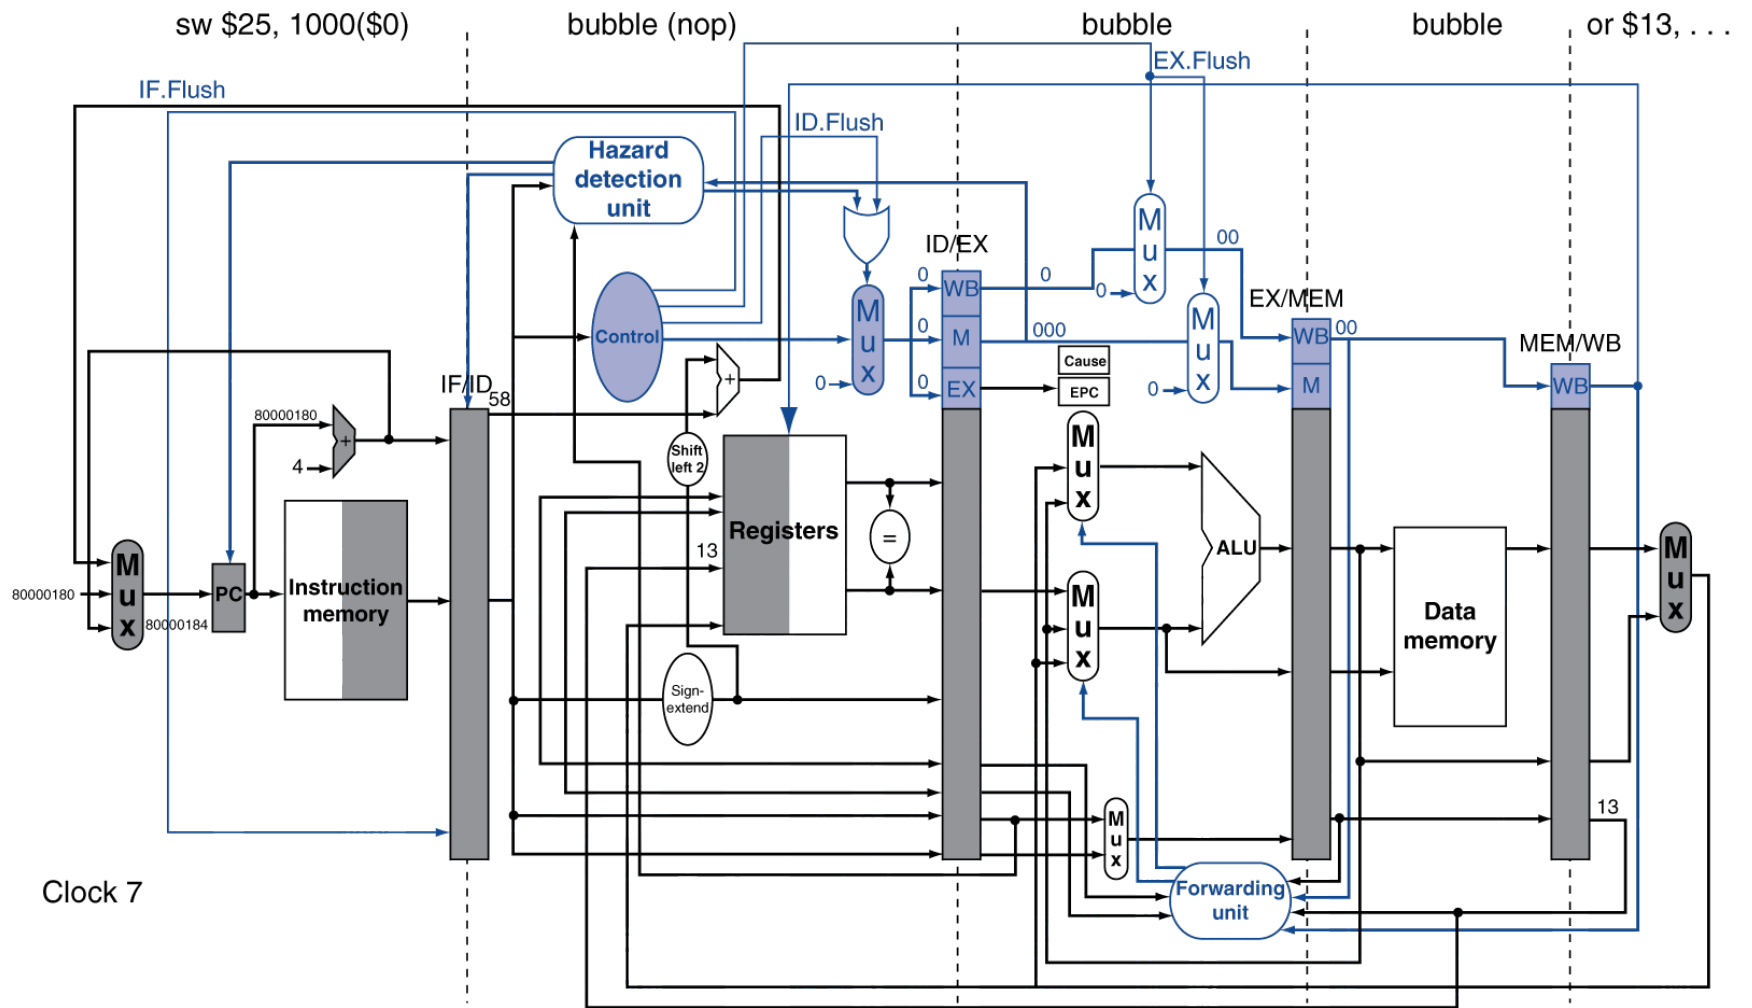 sw $25, 1000($0)
bubble (nop)
bubble
bubble
or $13, . . .
EX.Flush
IF.Flush
ID.Flush
Hazard
detection
unit
M
u
x
00
ID/EX
0
0
0
WB
EX/MEM
M
u
x
M
u
x
Control
0
M
000
WB
00
MEM/WB
Cause
0
0
EX
EPC
0
M
WB
IF/ID
58
+
80000180
+
4
M
u
x
Shift
left 2
Registers
=
13
ALU
M
u
x
80000180
80000184
PC
Instruction
memory
M
u
x
Data
memory
M
u
x
Sign-
extend
M
u
x
13
Clock 7
Forwarding
unit